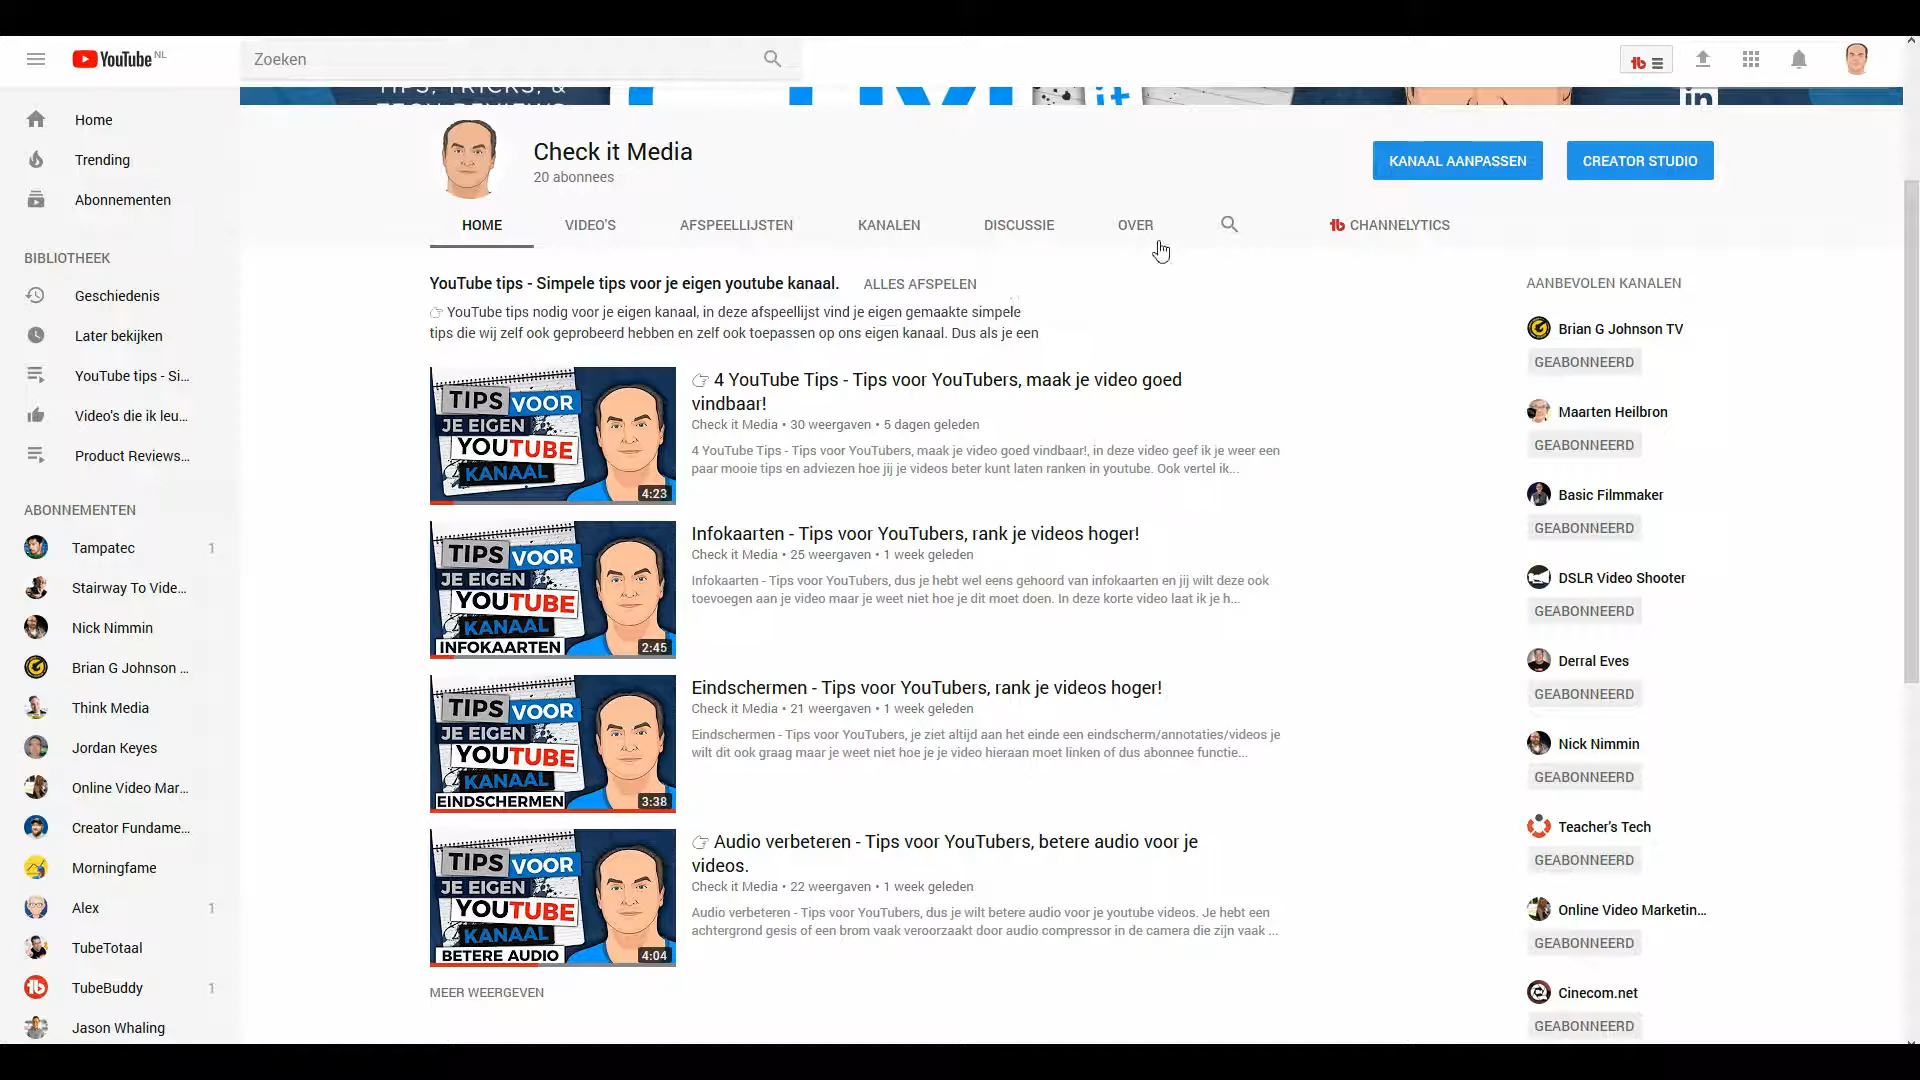 YouTube NL
Zoeken
TIPS, TRICKS, &
it
in
Home
Trending
Abonnementen
BIBLIOTHEEK
Geschiedenis
Later bekijken
YouTube tips - Si...
Video's die ik leu...
Product Reviews...
ABONNEMENTEN
Tampatec 1
Stairway To Vide...
Nick Nimmin
Brian G Johnson ...
Think Media
Jordan Keyes
Online Video Mar...
Creator Fundame...
Morningfame
Alex 1
TubeTotaal
TubeBuddy 1
Jason Whaling
Check it Media
20 abonnees
KANAAL AANPASSEN
CREATOR STUDIO
HOME VIDEO'S AFSPEELLIJSTEN KANALEN DISCUSSIE OVER CHANNELYTICS
YouTube tips - Simpele tips voor je eigen youtube kanaal. ALLES AFSPELEN
👉 YouTube tips nodig voor je eigen kanaal, in deze afspeellijst vind je eigen gemaakte simpele
tips die wij zelf ook geprobeerd hebben en zelf ook toepassen op ons eigen kanaal. Dus als je een
TIPS VOOR
JE EIGEN
YOUTUBE
KANAAL
4:23
👉 4 YouTube Tips - Tips voor YouTubers, maak je video goed
vindbaar!
Check it Media • 30 weergaven • 5 dagen geleden
4 YouTube Tips - Tips voor YouTubers, maak je video goed vindbaar!, in deze video geef ik je weer een
paar mooie tips en adviezen hoe jij je videos beter kunt laten ranken in youtube. Ook vertel ik...
TIPS VOOR
JE EIGEN
YOUTUBE
KANAAL
INFOKAARTEN
2:45
Infokaarten - Tips voor YouTubers, rank je videos hoger!
Check it Media • 25 weergaven • 1 week geleden
Infokaarten - Tips voor YouTubers, dus je hebt wel eens gehoord van infokaarten en jij wilt deze ook
toevoegen aan je video maar je weet niet hoe je dit moet doen. In deze korte video laat ik je h...
TIPS VOOR
JE EIGEN
YOUTUBE
KANAAL
EINDSCHERMEN
3:38
Eindschermen - Tips voor YouTubers, rank je videos hoger!
Check it Media • 21 weergaven • 1 week geleden
Eindschermen - Tips voor YouTubers, je ziet altijd aan het einde een eindscherm/annotaties/videos je
wilt dit ook graag maar je weet niet hoe je je video hieraan moet linken of dus abonnee functie...
TIPS VOOR
JE EIGEN
YOUTUBE
KANAAL
BETERE AUDIO
4:04
👉 Audio verbeteren - Tips voor YouTubers, betere audio voor je
videos.
Check it Media • 22 weergaven • 1 week geleden
Audio verbeteren - Tips voor YouTubers, dus je wilt betere audio voor je youtube videos. Je hebt een
achtergrond gesis of een brom vaak veroorzaakt door audio compressor in de camera die zijn vaak ...
MEER WEERGEVEN
AANBEVOLEN KANALEN
Brian G Johnson TV
GEABONNEERD
Maarten Heilbron
GEABONNEERD
Basic Filmmaker
GEABONNEERD
DSLR Video Shooter
GEABONNEERD
Derral Eves
GEABONNEERD
Nick Nimmin
GEABONNEERD
Teacher's Tech
GEABONNEERD
Online Video Marketin...
GEABONNEERD
Cinecom.net
GEABONNEERD